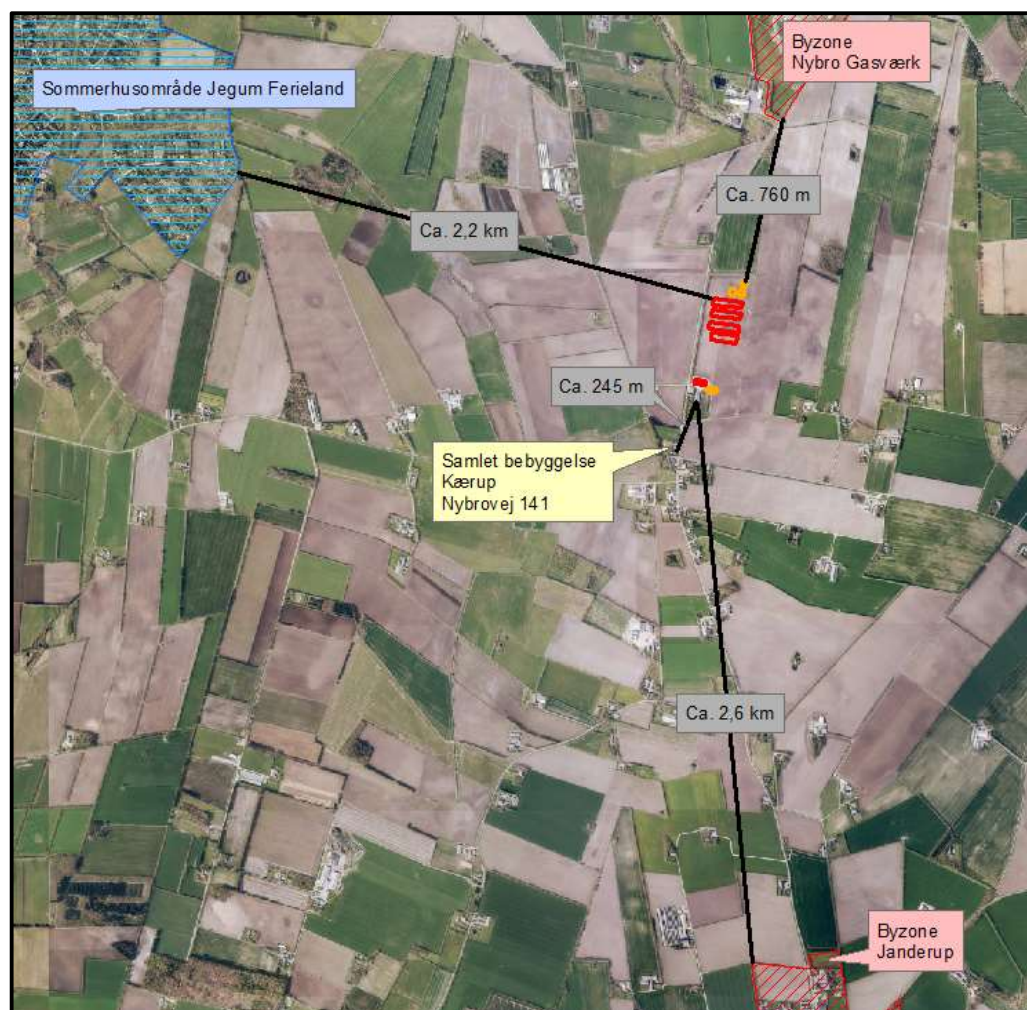 Byzone
Nybro Gasværk
Sommerhusområde Jegum Ferieland
Ca. 760 m
Ca. 2,2 km
Ca. 245 m
Samlet bebyggelse
Kærup
Nybrovej 141
Ca. 2,6 km
Byzone
Janderup